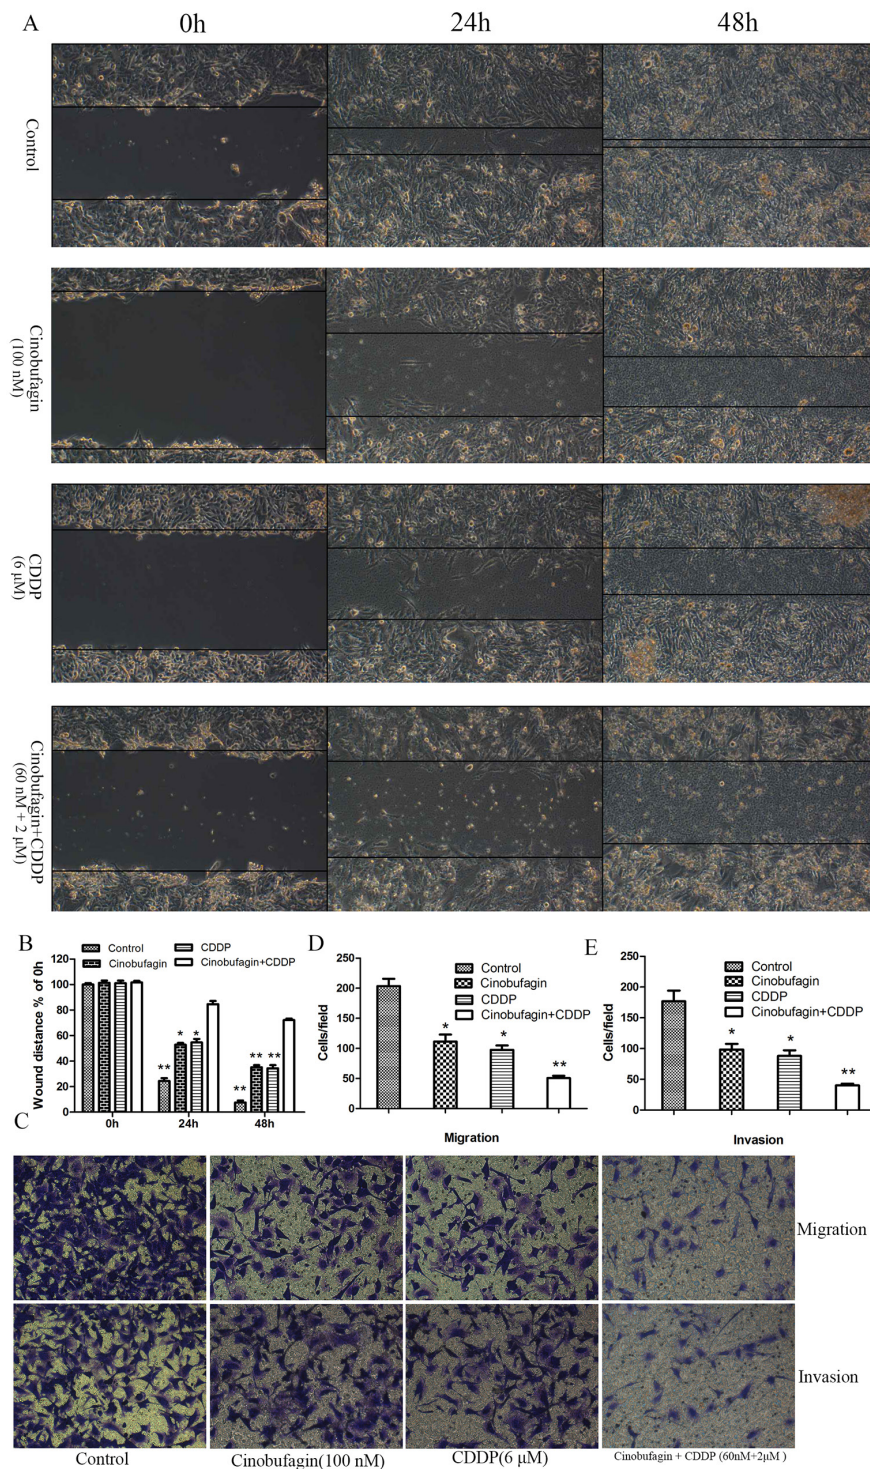 A
0h
24h
48h
Control
Cinobufagin
(100 nM)
CDDP
(6 μM)
Cinobufagin+CDDP
(60 nM + 2 μM)
B
Control
CDDP
Cinobufagin
Cinobufagin+CDDP
Wound distance % of 0h
120
100
80
60
40
20
0
**
*
*
**
**
**
0h
24h
48h
D
Control
Cinobufagin
CDDP
Cinobufagin+CDDP
Cells/field
250
200
150
100
50
0
*
*
**
Migration
E
Control
Cinobufagin
CDDP
Cinobufagin+CDDP
Cells/field
250
200
150
100
50
0
*
*
**
Invasion
C
Migration
Invasion
Control
Cinobufagin(100 nM)
CDDP(6 μM)
Cinobufagin + CDDP (60nM+2μM )